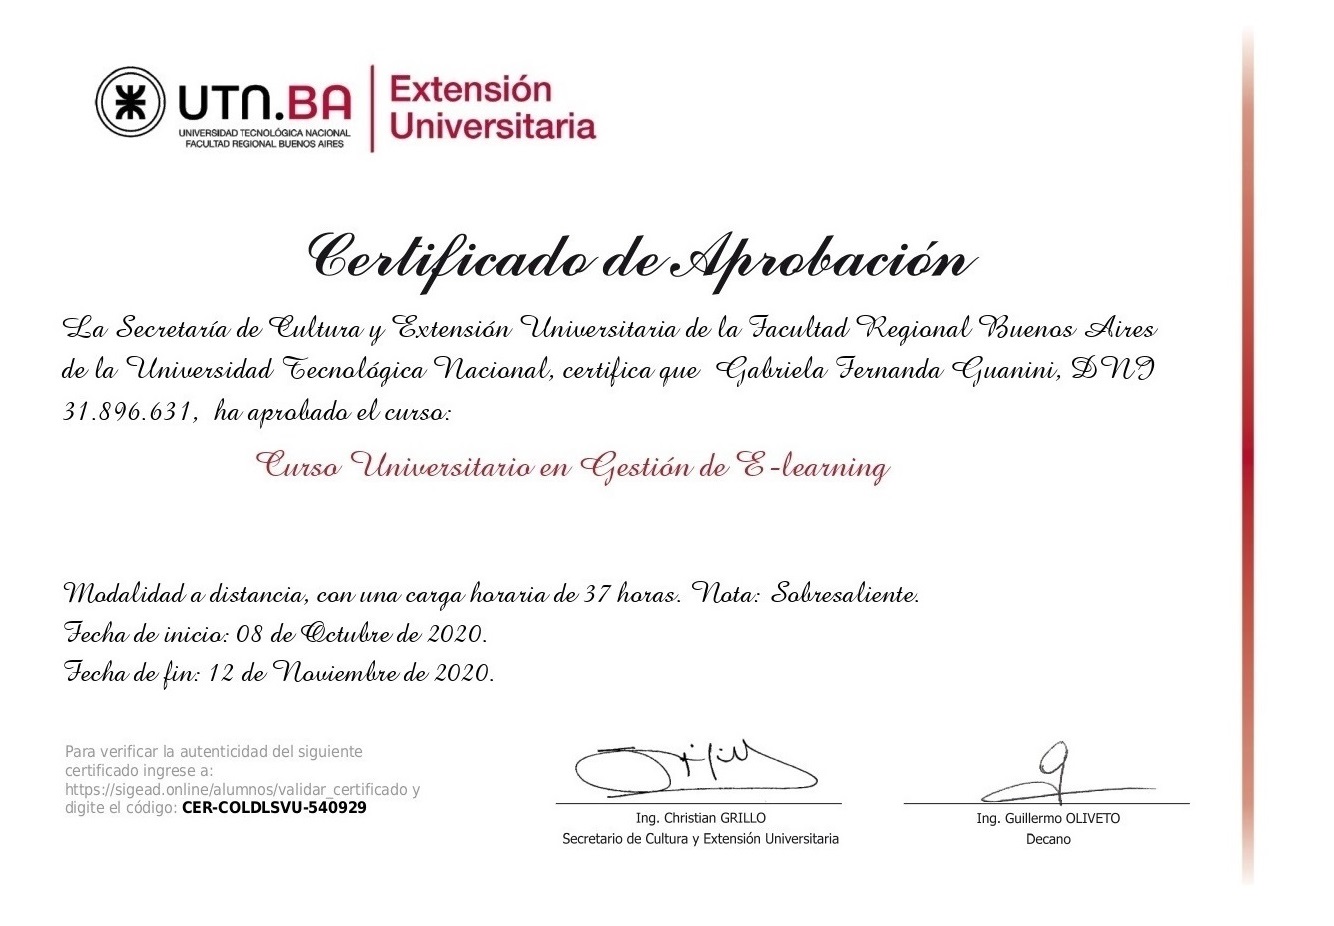 UTN.BA
UNIVERSIDAD TECNOLÓGICA NACIONAL
FACULTAD REGIONAL BUENOS AIRES
Extensión
Universitaria
Certificado de Aprobación
La Secretaría de Cultura y Extensión Universitaria de la Facultad Regional Buenos Aires
de la Universidad Tecnológica Nacional, certifica que Gabriela Fernanda Guanini, DNI
31.896.631, ha aprobado el curso:
Curso Universitario en Gestión de E-learning
Modalidad a distancia, con una carga horaria de 37 horas. Nota: Sobresaliente.
Fecha de inicio: 08 de Octubre de 2020.
Fecha de fin: 12 de Noviembre de 2020.
Para verificar la autenticidad del siguiente
certificado ingrese a:
https://sigead.online/alumnos/validar_certificado y
digite el código: CER-COLDLSVU-540929
Ing. Christian GRILLO
Secretario de Cultura y Extensión Universitaria
Ing. Guillermo OLIVETO
Decano